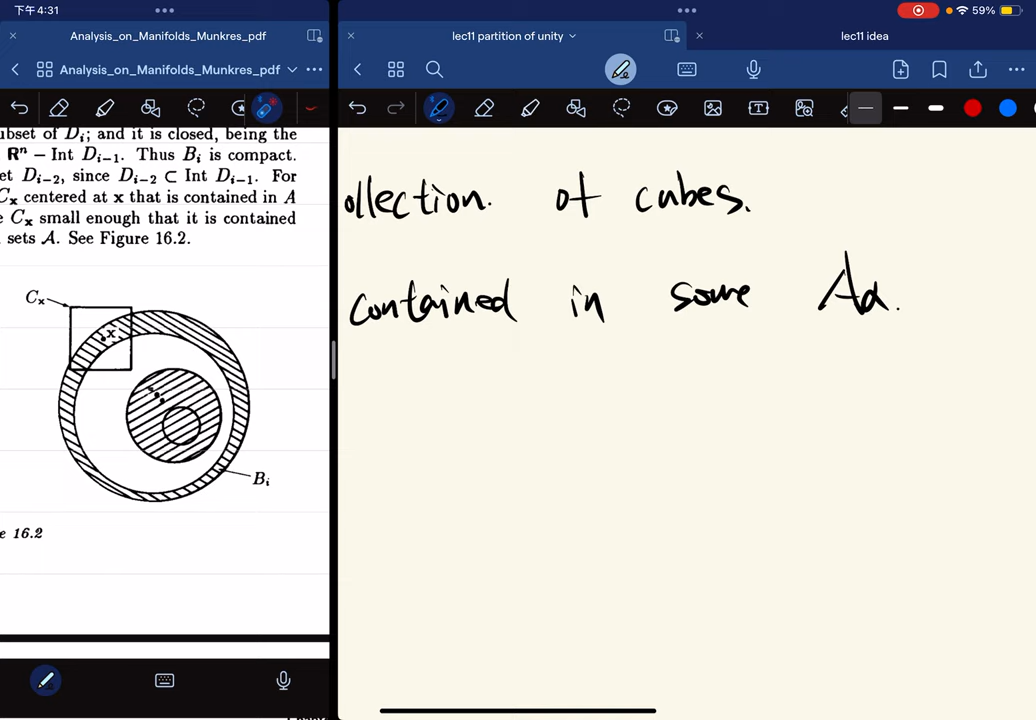 下午4:31
59%
Analysis_on_Manifolds_Munkres_pdf
lec11 partition of unity
lec11 idea
Analysis_on_Manifolds_Munkres_pdf
ubset of Di; and it is closed, being the
Rⁿ – Int Di−1. Thus Bi is compact.
et Di−2, since Di−2 ⊂ Int Di−1. For
Cx centered at x that is contained in A
e Cx small enough that it is contained
sets A. See Figure 16.2.
Cx
x
Bi
e 16.2
ollection. of cubes.
contained in some Aα.